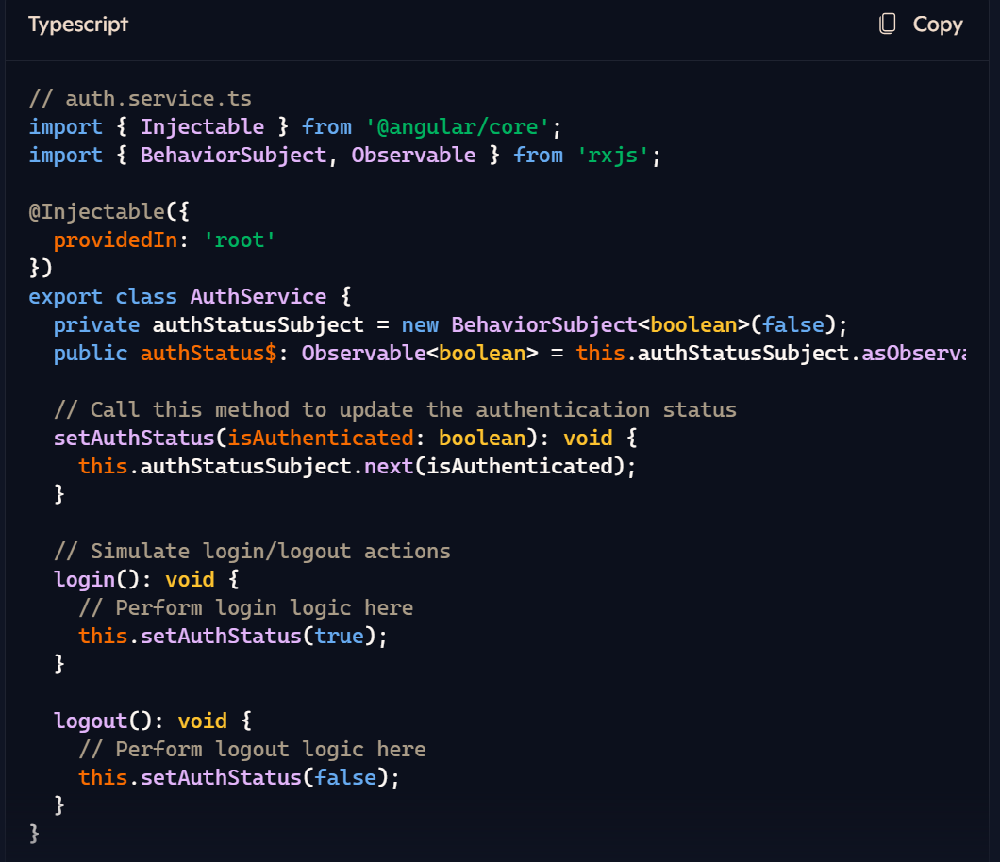 Typescript
Copy
// auth.service.ts
import { Injectable } from '@angular/core';
import { BehaviorSubject, Observable } from 'rxjs';
@Injectable({
  providedIn: 'root'
})
export class AuthService {
  private authStatusSubject = new BehaviorSubject<boolean>(false);
  public authStatus$: Observable<boolean> = this.authStatusSubject.asObserva
  // Call this method to update the authentication status
  setAuthStatus(isAuthenticated: boolean): void {
    this.authStatusSubject.next(isAuthenticated);
  }
  // Simulate login/logout actions
  login(): void {
    // Perform login logic here
    this.setAuthStatus(true);
  }
  logout(): void {
    // Perform logout logic here
    this.setAuthStatus(false);
  }
}